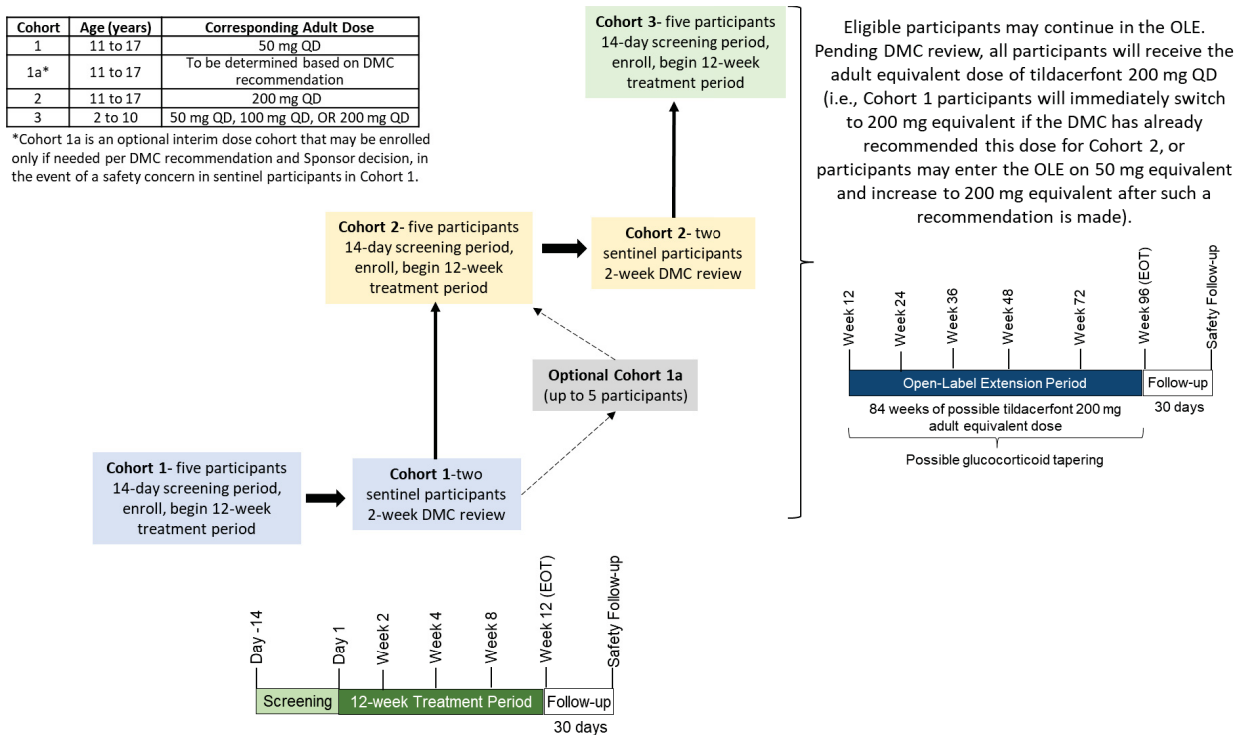 Cohort Age (years) Corresponding Adult Dose
1 11 to 17 50 mg QD
1a* 11 to 17 To be determined based on DMC
recommendation
2 11 to 17 200 mg QD
3 2 to 10 50 mg QD, 100 mg QD, OR 200 mg QD
*Cohort 1a is an optional interim dose cohort that may be enrolled
only if needed per DMC recommendation and Sponsor decision, in
the event of a safety concern in sentinel participants in Cohort 1.
Cohort 3- five participants
14-day screening period,
enroll, begin 12-week
treatment period
Cohort 2- five participants
14-day screening period,
enroll, begin 12-week
treatment period
Cohort 2- two
sentinel participants
2-week DMC review
Optional Cohort 1a
(up to 5 participants)
Cohort 1- five participants
14-day screening period,
enroll, begin 12-week
treatment period
Cohort 1-two
sentinel participants
2-week DMC review
Day -14
Day 1
Week 2
Week 4
Week 8
Week 12 (EOT)
Safety Follow-up
Screening
12-week Treatment Period
Follow-up
30 days
Eligible participants may continue in the OLE.
Pending DMC review, all participants will receive the
adult equivalent dose of tildacerfont 200 mg QD
(i.e., Cohort 1 participants will immediately switch
to 200 mg equivalent if the DMC has already
recommended this dose for Cohort 2, or
participants may enter the OLE on 50 mg equivalent
and increase to 200 mg equivalent after such a
recommendation is made).
Week 12
Week 24
Week 36
Week 48
Week 72
Week 96 (EOT)
Safety Follow-up
Open-Label Extension Period
Follow-up
84 weeks of possible tildacerfont 200 mg
adult equivalent dose
30 days
Possible glucocorticoid tapering